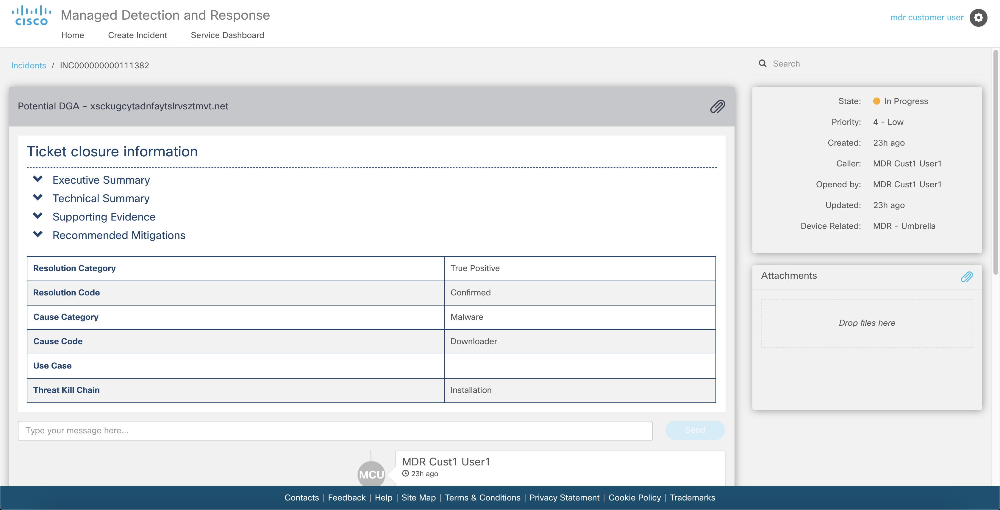 CISCO
Managed Detection and Response
mdr customer user
Home Create Incident Service Dashboard
Incidents / INC000000000111382
Search
Potential DGA - xsckugcytadnfaytslrvsztmvt.net
Ticket closure information
Executive Summary
Technical Summary
Supporting Evidence
Recommended Mitigations
Resolution Category True Positive
Resolution Code Confirmed
Cause Category Malware
Cause Code Downloader
Use Case
Threat Kill Chain Installation
Type your message here...
Send
MCU
MDR Cust1 User1
23h ago
State: In Progress
Priority: 4 - Low
Created: 23h ago
Caller: MDR Cust1 User1
Opened by: MDR Cust1 User1
Updated: 23h ago
Device Related: MDR - Umbrella
Attachments
Drop files here
Contacts | Feedback | Help | Site Map | Terms & Conditions | Privacy Statement | Cookie Policy | Trademarks